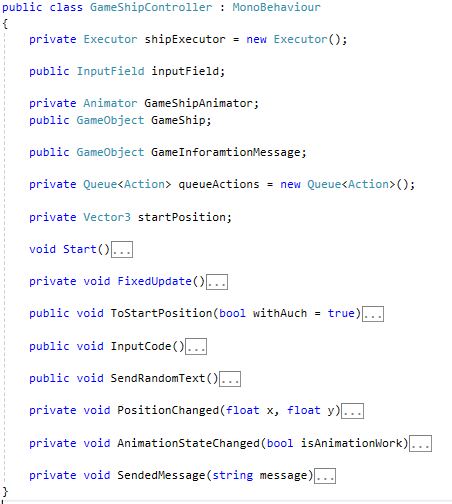 public class GameShipController : MonoBehaviour
{
private Executor shipExecutor = new Executor();
public InputField inputField;
private Animator GameShipAnimator;
public GameObject GameShip;
public GameObject GameInforamtionMessage;
private Queue<Action> queueActions = new Queue<Action>();
private Vector3 startPosition;
void Start()...
private void FixedUpdate()...
public void ToStartPosition(bool withAuch = true)...
public void InputCode()...
public void SendRandomText()...
private void PositionChanged(float x, float y)...
private void AnimationStateChanged(bool isAnimationWork)...
private void SendedMessage(string message)...
}